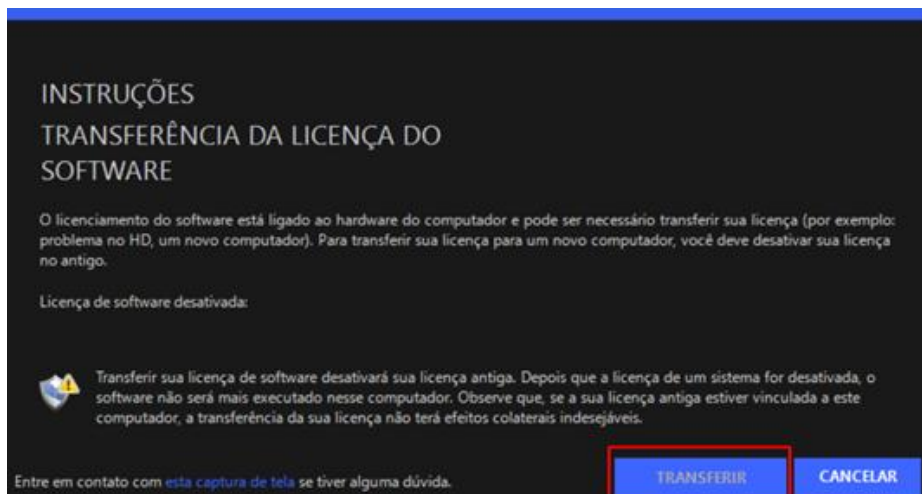 INSTRUÇÕES
TRANSFERÊNCIA DA LICENÇA DO
SOFTWARE
O licenciamento do software está ligado ao hardware do computador e pode ser necessário transferir sua licença (por exemplo:
problema no HD, um novo computador). Para transferir sua licença para um novo computador, você deve desativar sua licença
no antigo.
Licença de software desativada:
Transferir sua licença de software desativará sua licença antiga. Depois que a licença de um sistema for desativada, o
software não será mais executado nesse computador. Observe que, se a sua licença antiga estiver vinculada a este
computador, a transferência da sua licença não terá efeitos colaterais indesejáveis.
Entre em contato com esta captura de tela se tiver alguma dúvida.
TRANSFERIR
CANCELAR